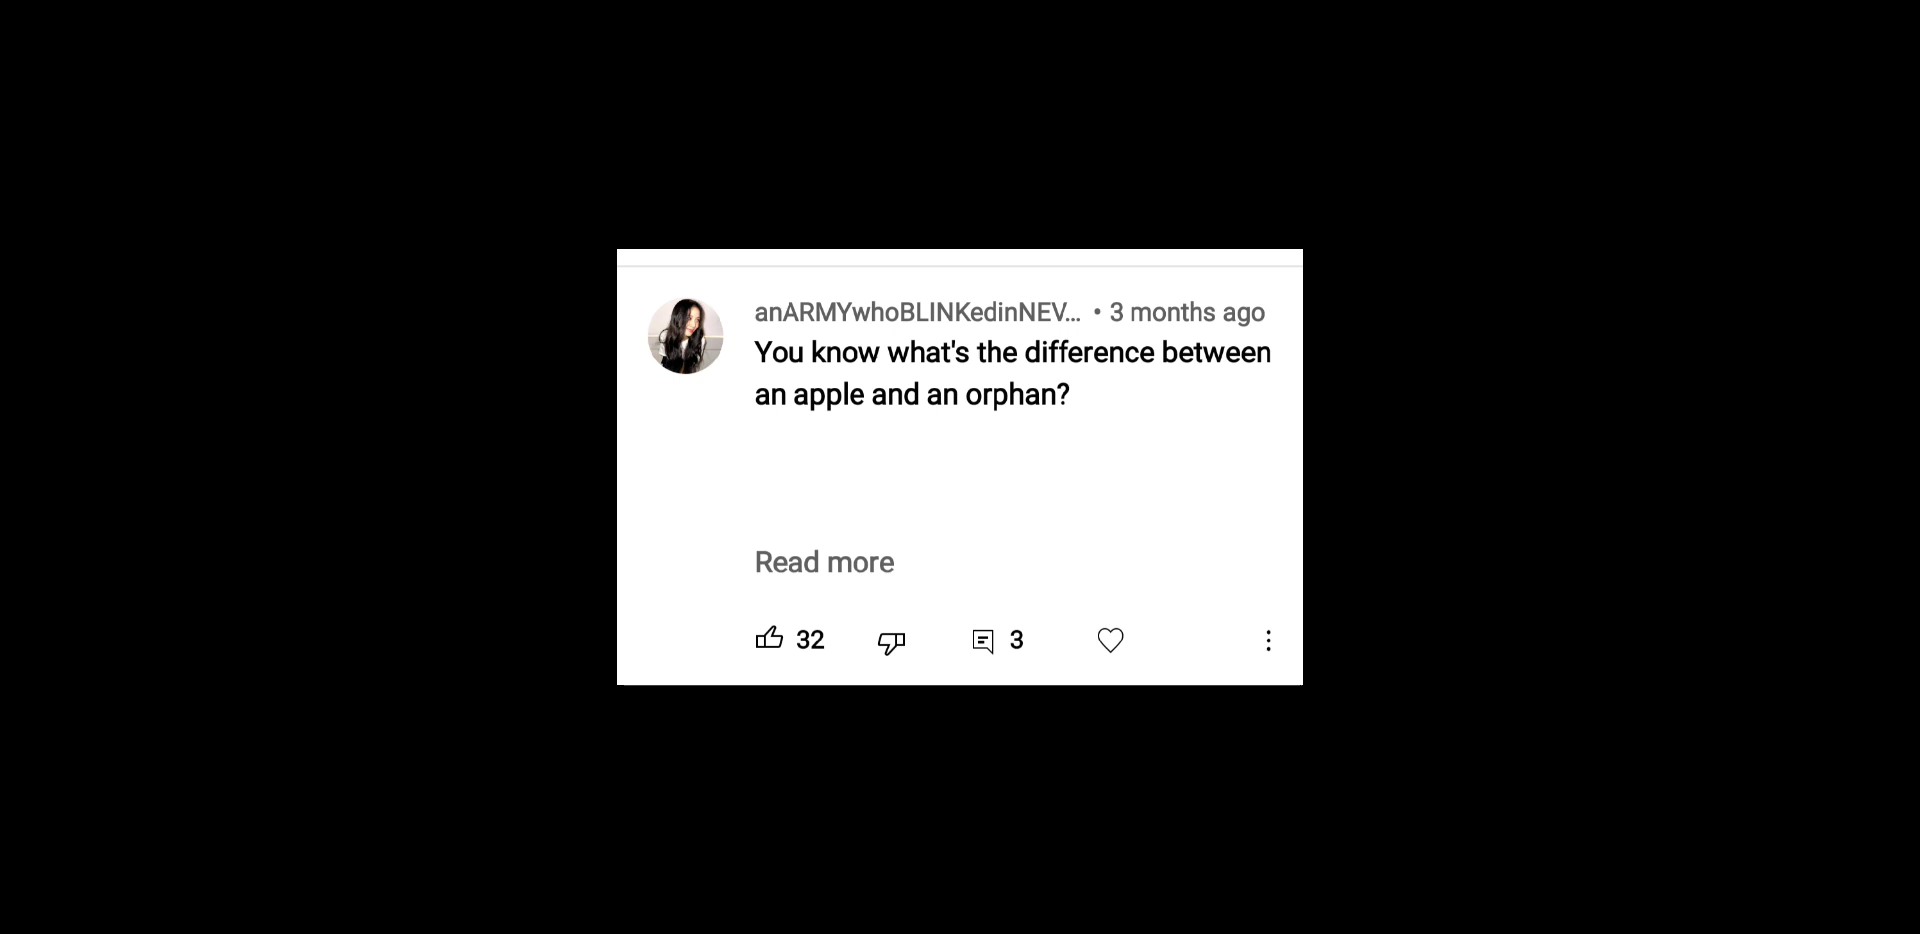 anARMYwhoBLINKedinNEV... • 3 months ago
You know what's the difference between
an apple and an orphan?
Read more
32
3